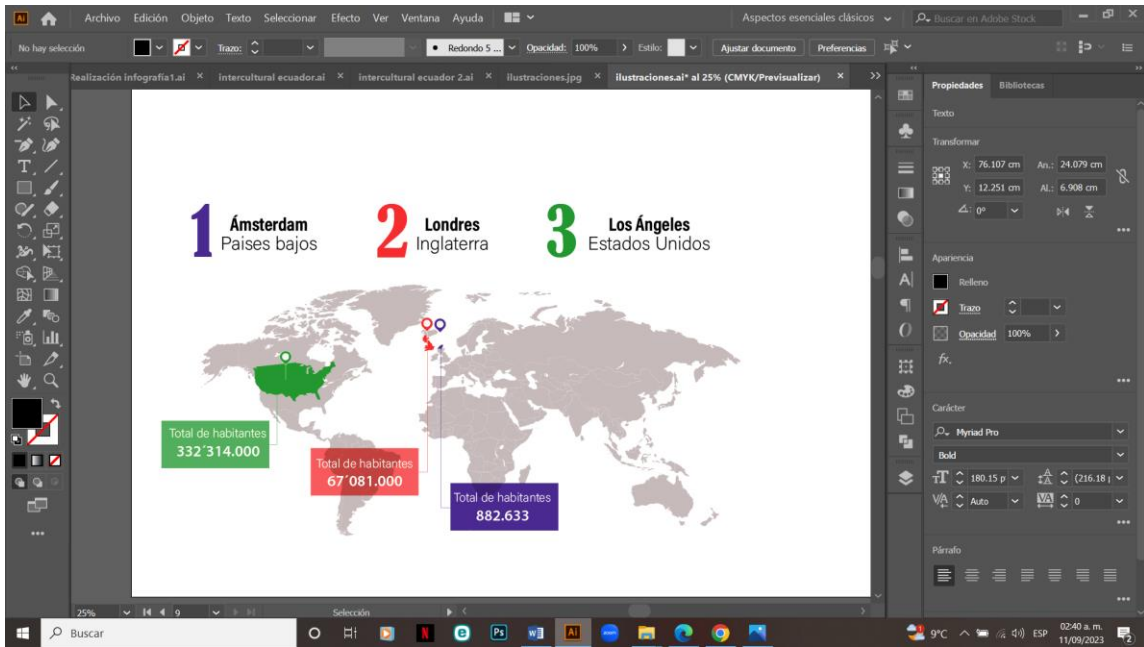 Ai
Archivo Edición Objeto Texto Seleccionar Efecto Ver Ventana Ayuda
Aspectos esenciales clásicos
Buscar en Adobe Stock
No hay selección
Trazo:
Redondo 5 ...
Opacidad: 100%
Estilo:
Ajustar documento
Preferencias
Realización infografia1.ai × intercultural ecuador.ai × intercultural ecuador 2.ai × ilustraciones.jpg × ilustraciones.ai* al 25% (CMYK/Previsualizar) ×
1 Ámsterdam
Paises bajos
2 Londres
Inglaterra
3 Los Ángeles
Estados Unidos
Total de habitantes
332´314.000
Total de habitantes
67´081.000
Total de habitantes
882.633
Propiedades Bibliotecas
Texto
Transformar
X: 76.107 cm An.: 24.079 cm
Y: 12.251 cm Al.: 6.908 cm
0°
Apariencia
Relleno
Trazo
Opacidad 100%
fx.
Carácter
Myriad Pro
Bold
180.15 p (216.18
Auto 0
Párrafo
25% 9 Selección
Buscar
Ps Ai
9°C ESP 02:40 a. m.
11/09/2023
2